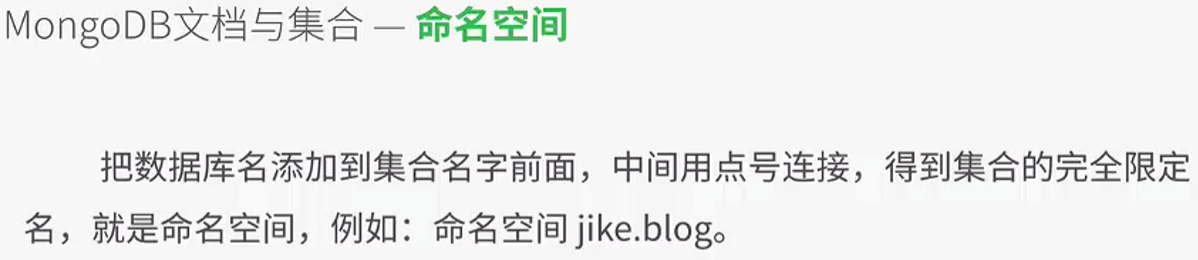 MongoDB文档与集合 — 命名空间
把数据库名添加到集合名字前面，中间用点号连接，得到集合的完全限定
名，就是命名空间，例如：命名空间 jike.blog。